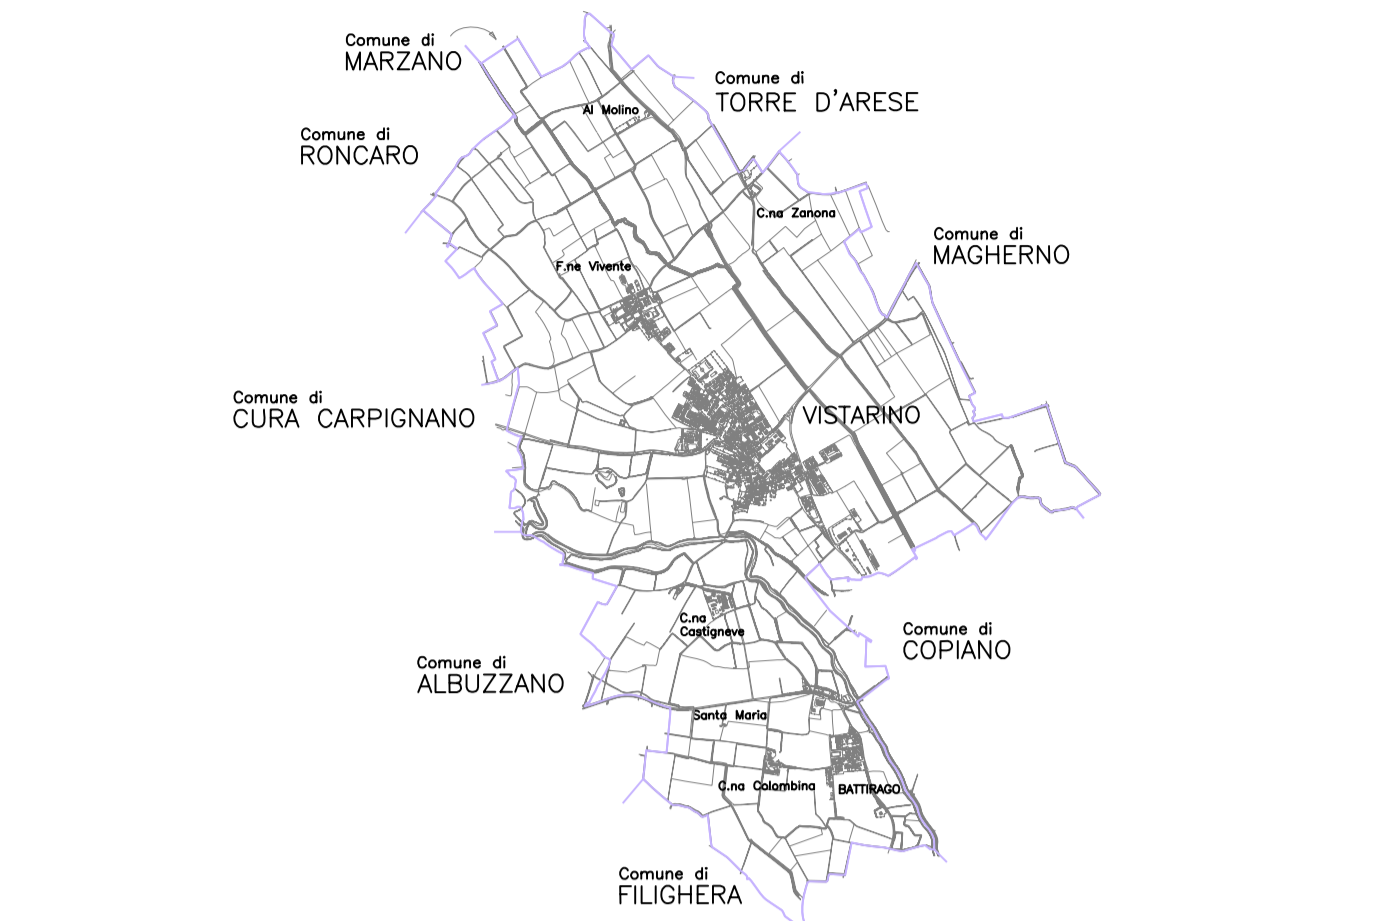 Comune di
MARZANO
Comune di
TORRE D'ARESE
Al Molino
Comune di
RONCARO
C.na Zanona
Comune di
MAGHERNO
F.ne Vivente
Comune di
CURA CARPIGNANO
VISTARINO
C.na
Castigneve
Comune di
COPIANO
Comune di
ALBUZZANO
Santa Maria
C.na Colombina
BATTIRAGO
Comune di
FILIGHERA